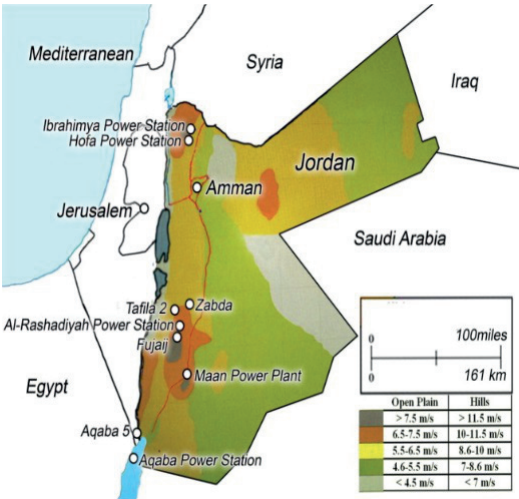 Mediterranean
Syria
Iraq
Ibrahimya Power Station
Hofa Power Station
Jordan
Amman
Jerusalem
Saudi Arabia
Tafila 2
Zabda
Al-Rashadiyah Power Station
Fujaij
Maan Power Plant
Egypt
Aqaba 5
Aqaba Power Station
0 100miles
0 161 km
Open Plain Hills
> 7.5 m/s > 11.5 m/s
6.5-7.5 m/s 10-11.5 m/s
5.5-6.5 m/s 8.6-10 m/s
4.6-5.5 m/s 7-8.6 m/s
< 4.5 m/s < 7 m/s